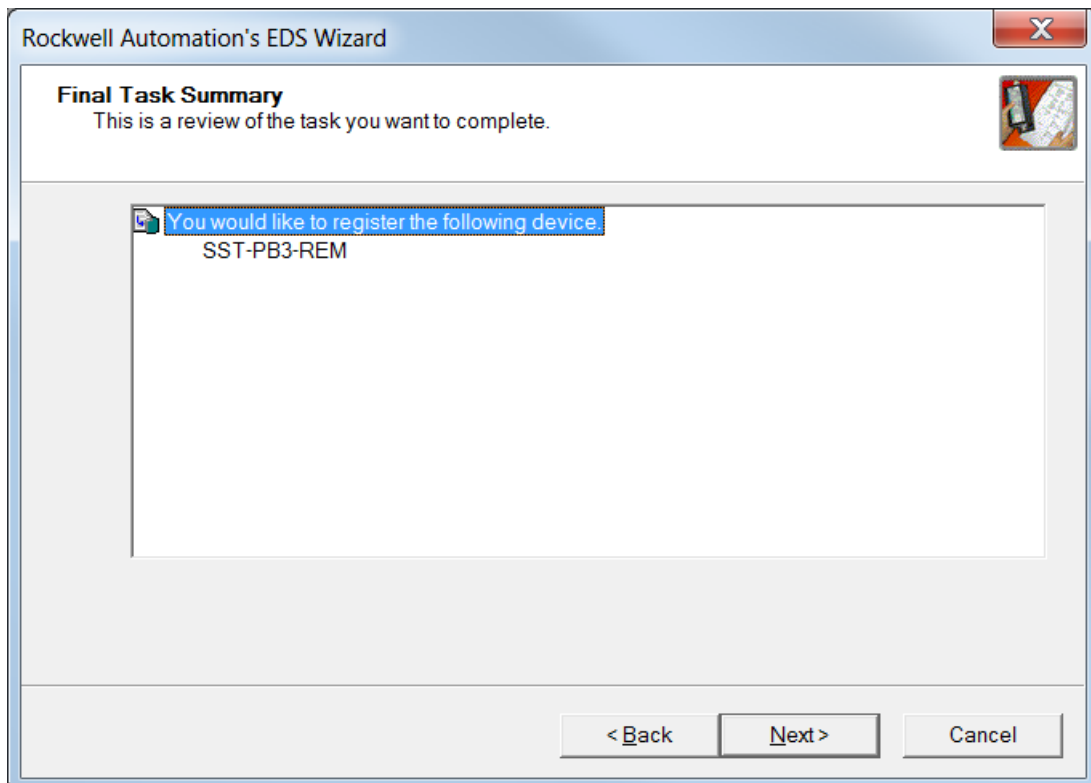 Rockwell Automation's EDS Wizard
X
Final Task Summary
This is a review of the task you want to complete.
You would like to register the following device.
SST-PB3-REM
< Back
Next >
Cancel